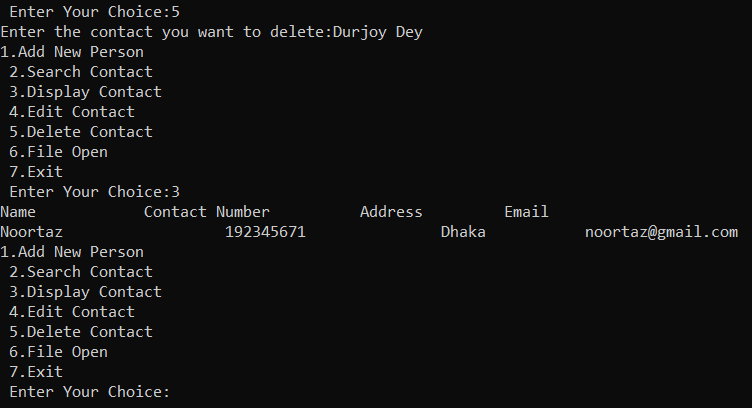 Enter Your Choice:5
Enter the contact you want to delete:Durjoy Dey
1.Add New Person
2.Search Contact
3.Display Contact
4.Edit Contact
5.Delete Contact
6.File Open
7.Exit
Enter Your Choice:3
Name Contact Number Address Email
Noortaz 192345671 Dhaka noortaz@gmail.com
1.Add New Person
2.Search Contact
3.Display Contact
4.Edit Contact
5.Delete Contact
6.File Open
7.Exit
Enter Your Choice: